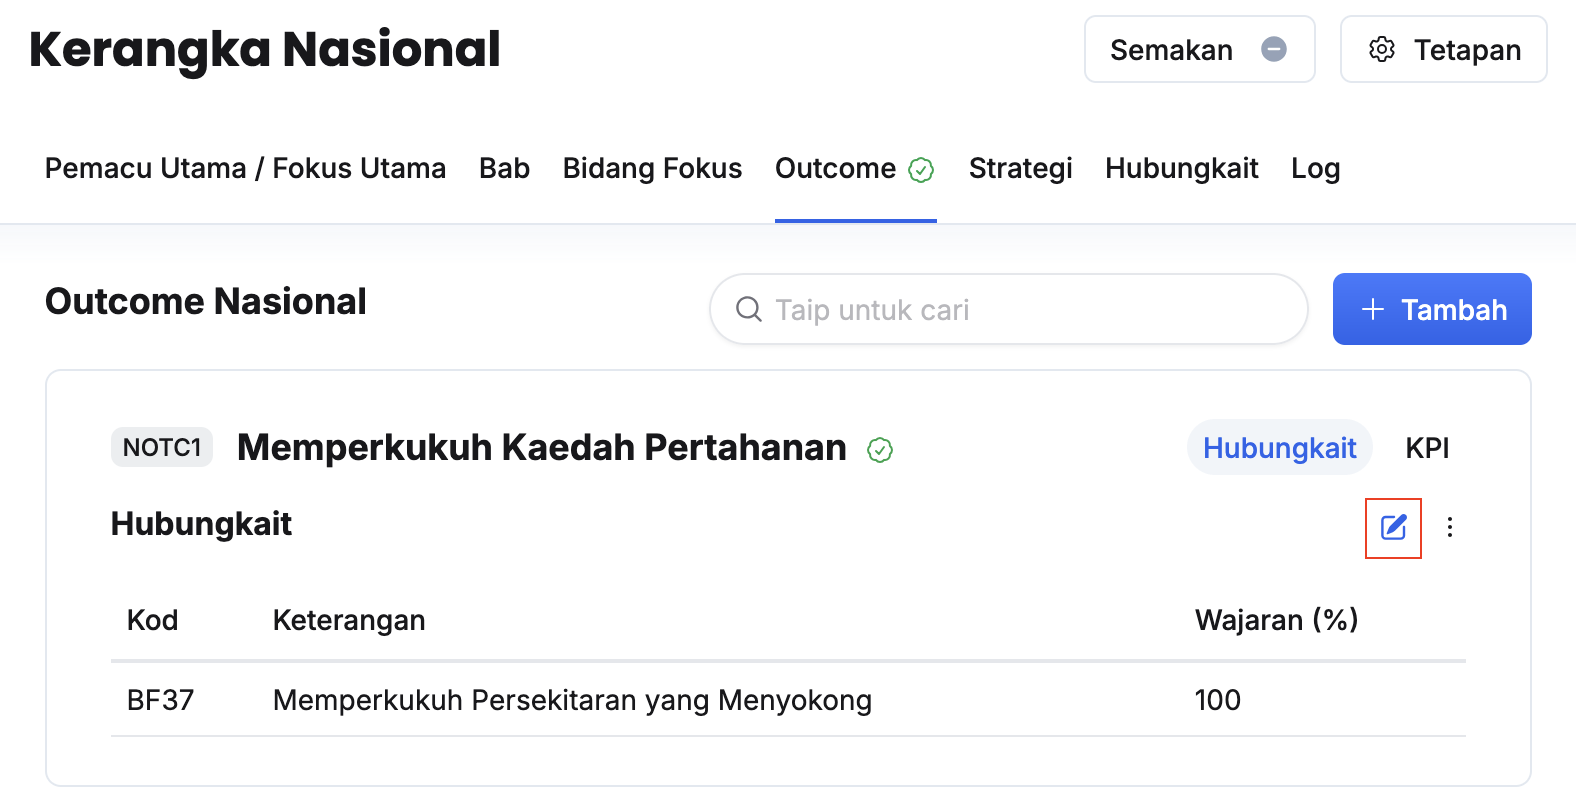 Kerangka Nasional
Semakan
Tetapan
Pemacu Utama / Fokus Utama Bab Bidang Fokus Outcome Strategi Hubungkait Log
Outcome Nasional
Taip untuk cari
Tambah
NOTC1 Memperkukuh Kaedah Pertahanan
Hubungkait KPI
Hubungkait
Kod Keterangan Wajaran (%)
BF37 Memperkukuh Persekitaran yang Menyokong 100